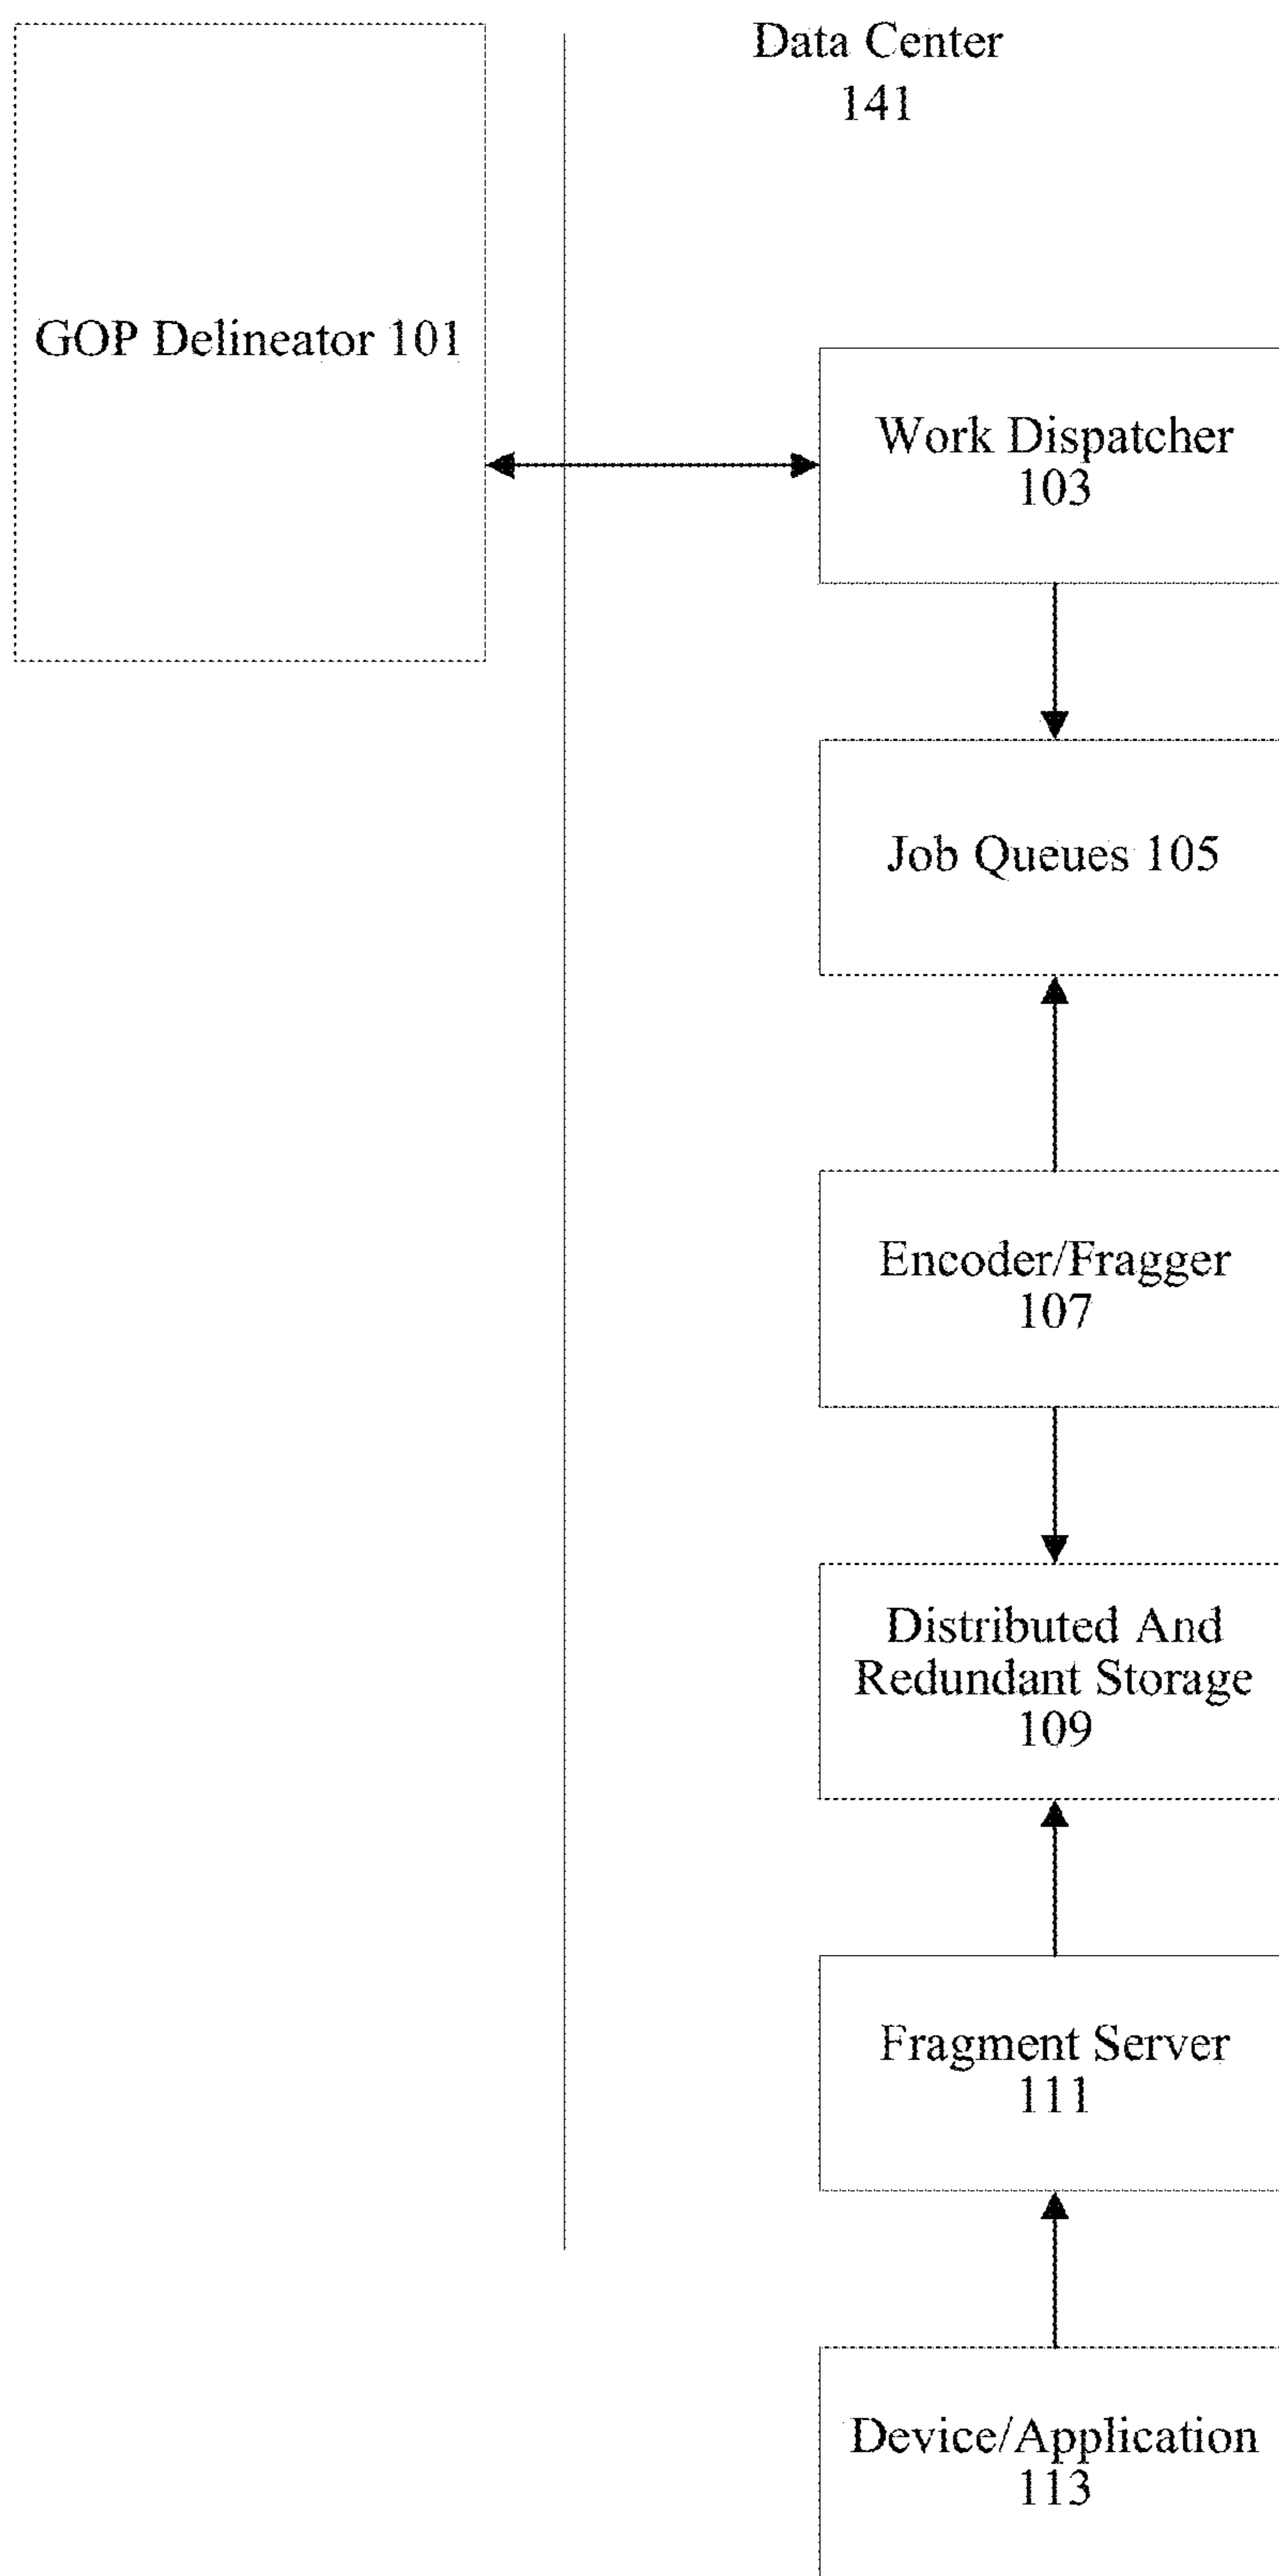 Data Center
141
GOP Delineator 101
Work Dispatcher
103
Job Queues 105
Encoder/Fragger
107
Distributed And
Redundant Storage
109
Fragment Server
111
Device/Application
113